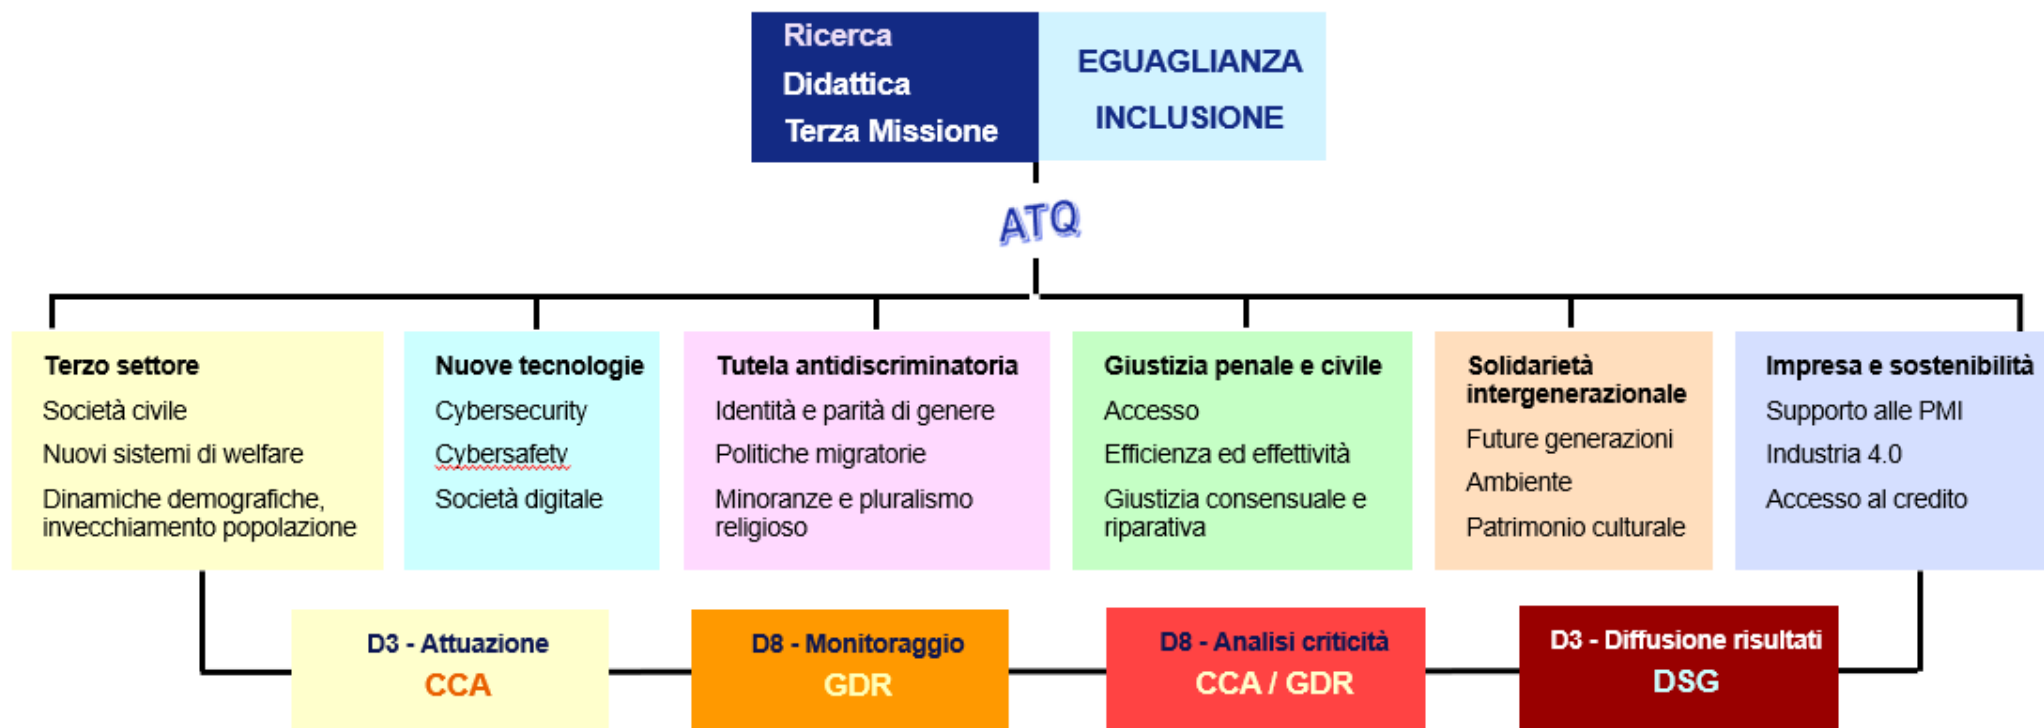 Ricerca
Didattica
Terza Missione
EGUAGLIANZA
INCLUSIONE
ATQ
Terzo settore
Società civile
Nuovi sistemi di welfare
Dinamiche demografiche,
invecchiamento popolazione
Nuove tecnologie
Cybersecurity
Cybersafety
Società digitale
Tutela antidiscriminatoria
Identità e parità di genere
Politiche migratorie
Minoranze e pluralismo
religioso
Giustizia penale e civile
Accesso
Efficienza ed effettività
Giustizia consensuale e
riparativa
Solidarietà
intergenerazionale
Future generazioni
Ambiente
Patrimonio culturale
Impresa e sostenibilità
Supporto alle PMI
Industria 4.0
Accesso al credito
D3 - Attuazione
CCA
D8 - Monitoraggio
GDR
D8 - Analisi criticità
CCA / GDR
D3 - Diffusione risultati
DSG